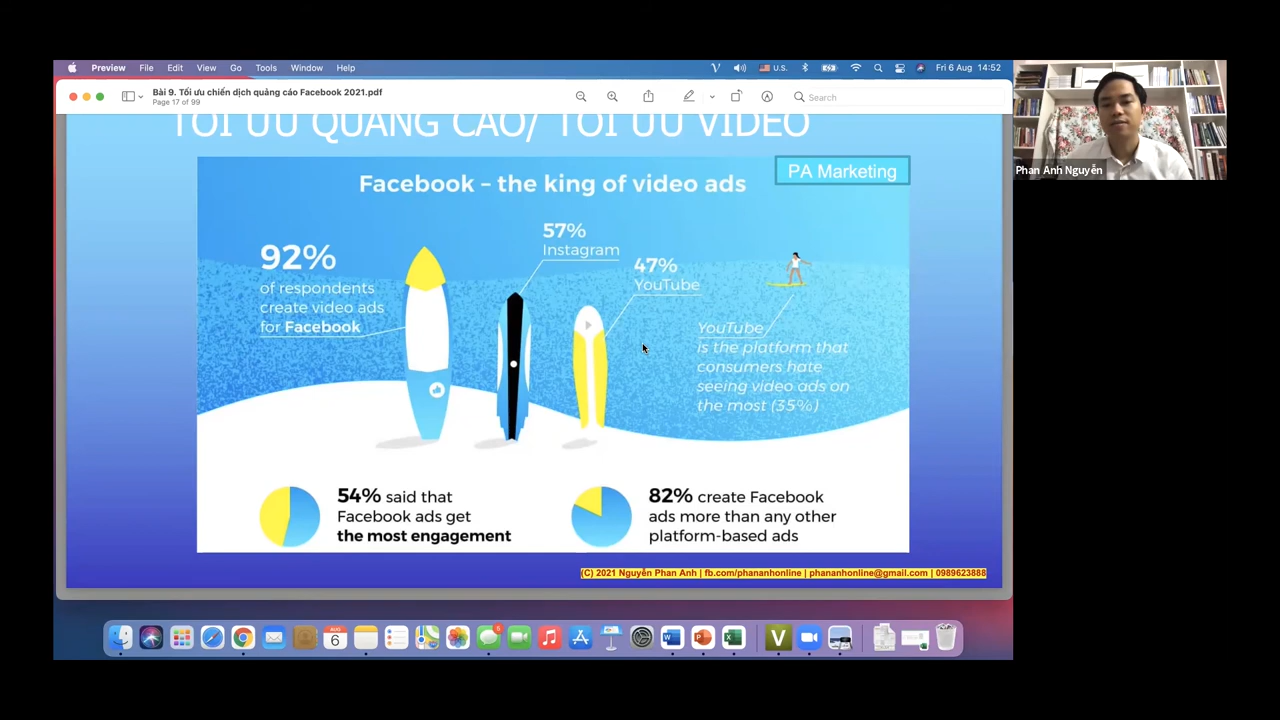 Preview File Edit View Go Tools Window Help
U.S.
Fri 6 Aug 14:52
Bài 9. Tối ưu chiến dịch quảng cáo Facebook 2021.pdf
Page 17 of 99
Search
Phan Anh Nguyễn
TỐI ƯU QUẢNG CÁO/ TỐI ƯU VIDEO
PA Marketing
Facebook – the king of video ads
92%
of respondents
create video ads
for Facebook
57%
Instagram
47%
YouTube
YouTube
is the platform that
consumers hate
seeing video ads on
the most (35%)
54% said that
Facebook ads get
the most engagement
82% create Facebook
ads more than any other
platform-based ads
(C) 2021 Nguyễn Phan Anh | fb.com/phananhonline | phananhonline@gmail.com | 0989623888
AUG
6
5